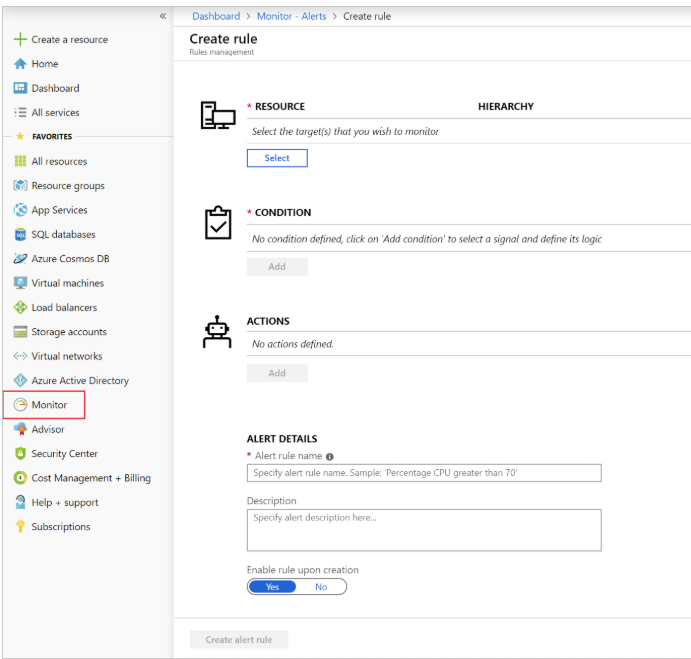 «
Create a resource
Home
Dashboard
All services
FAVORITES
All resources
Resource groups
App Services
SQL databases
Azure Cosmos DB
Virtual machines
Load balancers
Storage accounts
Virtual networks
Azure Active Directory
Monitor
Advisor
Security Center
Cost Management + Billing
Help + support
Subscriptions
Dashboard > Monitor - Alerts > Create rule
Create rule
Rules management
* RESOURCE HIERARCHY
Select the target(s) that you wish to monitor
Select
* CONDITION
No condition defined, click on 'Add condition' to select a signal and define its logic
Add
ACTIONS
No actions defined.
Add
ALERT DETAILS
* Alert rule name
Specify alert rule name. Sample: 'Percentage CPU greater than 70'
Description
Specify alert description here...
Enable rule upon creation
Yes No
Create alert rule